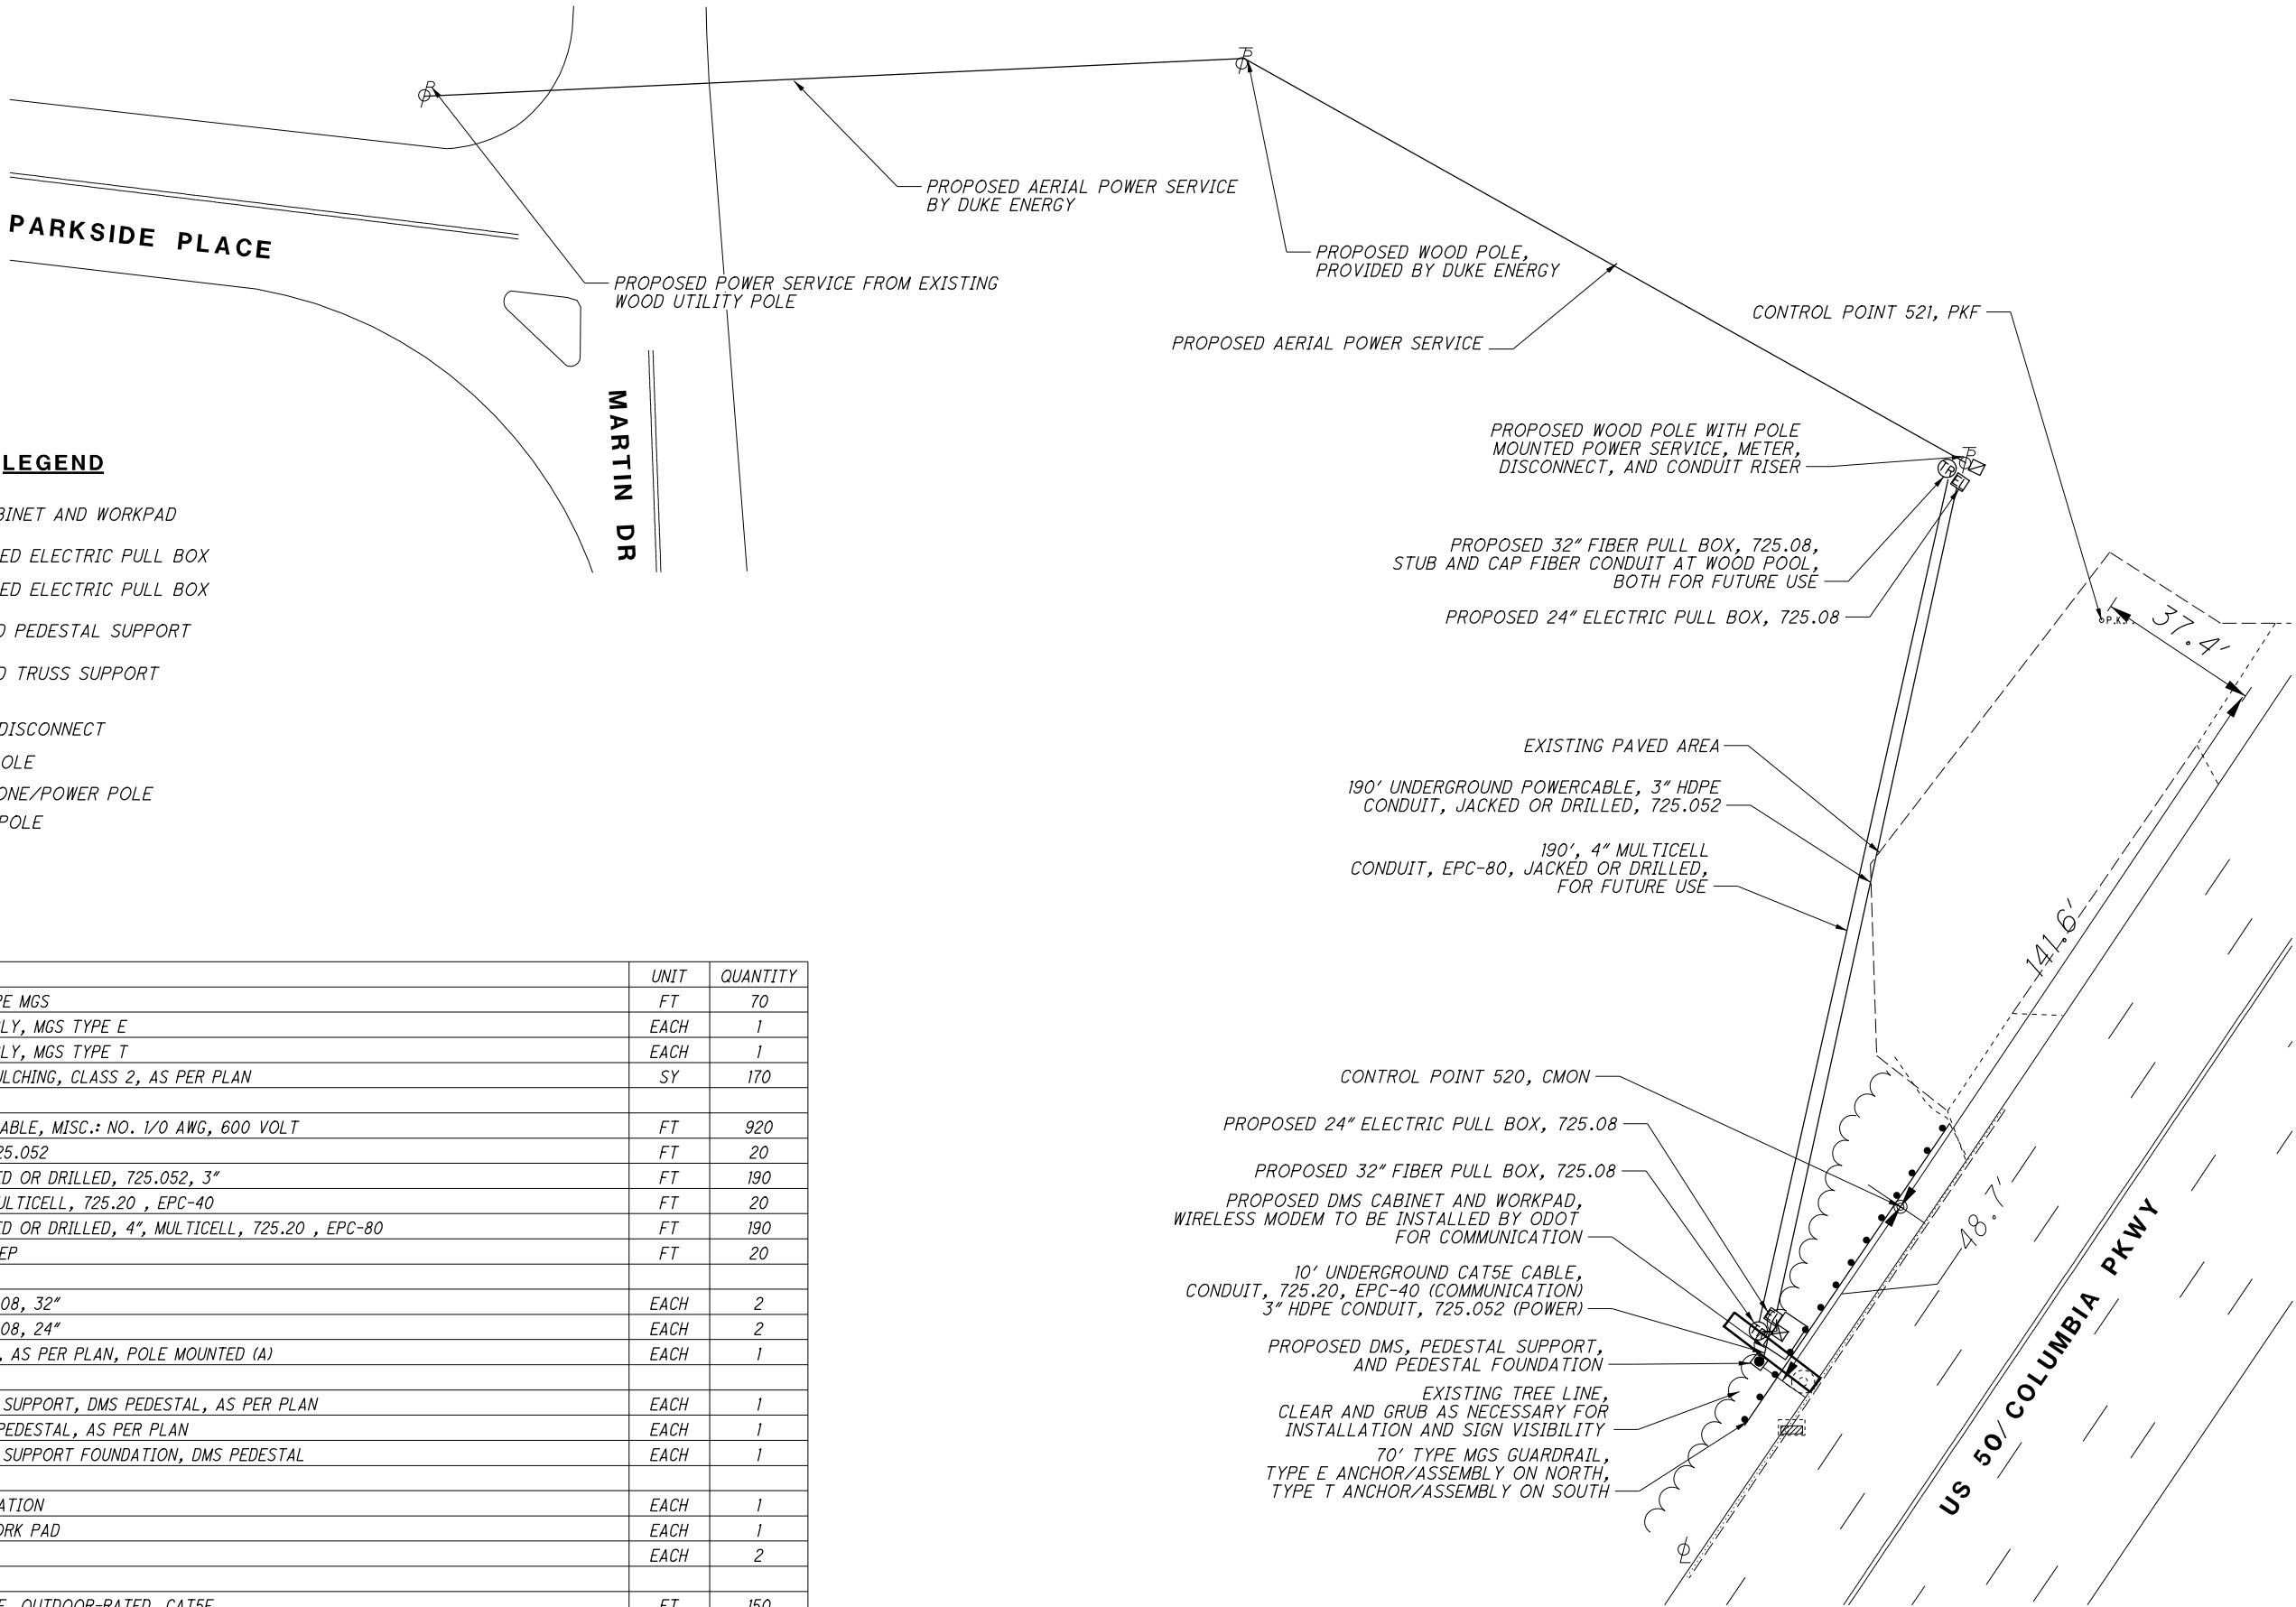 PROPOSED AERIAL POWER SERVICE
BY DUKE ENERGY
PARKSIDE PLACE
PROPOSED WOOD POLE,
PROVIDED BY DUKE ENERGY
PROPOSED POWER SERVICE FROM EXISTING
WOOD UTILITY POLE
CONTROL POINT 521, PKF
PROPOSED AERIAL POWER SERVICE
MARTIN DR
PROPOSED WOOD POLE WITH POLE
MOUNTED POWER SERVICE, METER,
DISCONNECT, AND CONDUIT RISER
TR
EL
PROPOSED 32" FIBER PULL BOX, 725.08,
STUB AND CAP FIBER CONDUIT AT WOOD POOL,
BOTH FOR FUTURE USE
PROPOSED 24" ELECTRIC PULL BOX, 725.08
P.K.F.
37.4'
LEGEND
BINET AND WORKPAD
ED ELECTRIC PULL BOX
ED ELECTRIC PULL BOX
D PEDESTAL SUPPORT
D TRUSS SUPPORT
DISCONNECT
OLE
ONE/POWER POLE
POLE
EXISTING PAVED AREA
190' UNDERGROUND POWERCABLE, 3" HDPE
CONDUIT, JACKED OR DRILLED, 725.052
190', 4" MULTICELL
CONDUIT, EPC-80, JACKED OR DRILLED,
FOR FUTURE USE
141.6'
CONTROL POINT 520, CMON
PROPOSED 24" ELECTRIC PULL BOX, 725.08
PROPOSED 32" FIBER PULL BOX, 725.08
PROPOSED DMS CABINET AND WORKPAD,
WIRELESS MODEM TO BE INSTALLED BY ODOT
FOR COMMUNICATION
48.7'
10' UNDERGROUND CAT5E CABLE,
CONDUIT, 725.20, EPC-40 (COMMUNICATION)
3" HDPE CONDUIT, 725.052 (POWER)
EL
TR
PROPOSED DMS, PEDESTAL SUPPORT,
AND PEDESTAL FOUNDATION
EXISTING TREE LINE,
CLEAR AND GRUB AS NECESSARY FOR
INSTALLATION AND SIGN VISIBILITY
70' TYPE MGS GUARDRAIL,
TYPE E ANCHOR/ASSEMBLY ON NORTH,
TYPE T ANCHOR/ASSEMBLY ON SOUTH
US 50/COLUMBIA PKWY
UNIT QUANTITY
PE MGS FT 70
LY, MGS TYPE E EACH 1
LY, MGS TYPE T EACH 1
ULCHING, CLASS 2, AS PER PLAN SY 170
ABLE, MISC.: NO. 1/0 AWG, 600 VOLT FT 920
25.052 FT 20
ED OR DRILLED, 725.052, 3" FT 190
ULTICELL, 725.20 , EPC-40 FT 20
ED OR DRILLED, 4", MULTICELL, 725.20 , EPC-80 FT 190
EP FT 20
08, 32" EACH 2
08, 24" EACH 2
, AS PER PLAN, POLE MOUNTED (A) EACH 1
SUPPORT, DMS PEDESTAL, AS PER PLAN EACH 1
PEDESTAL, AS PER PLAN EACH 1
SUPPORT FOUNDATION, DMS PEDESTAL EACH 1
ATION EACH 1
ORK PAD EACH 1
EACH 2
E, OUTDOOR-RATED, CAT5E FT 150